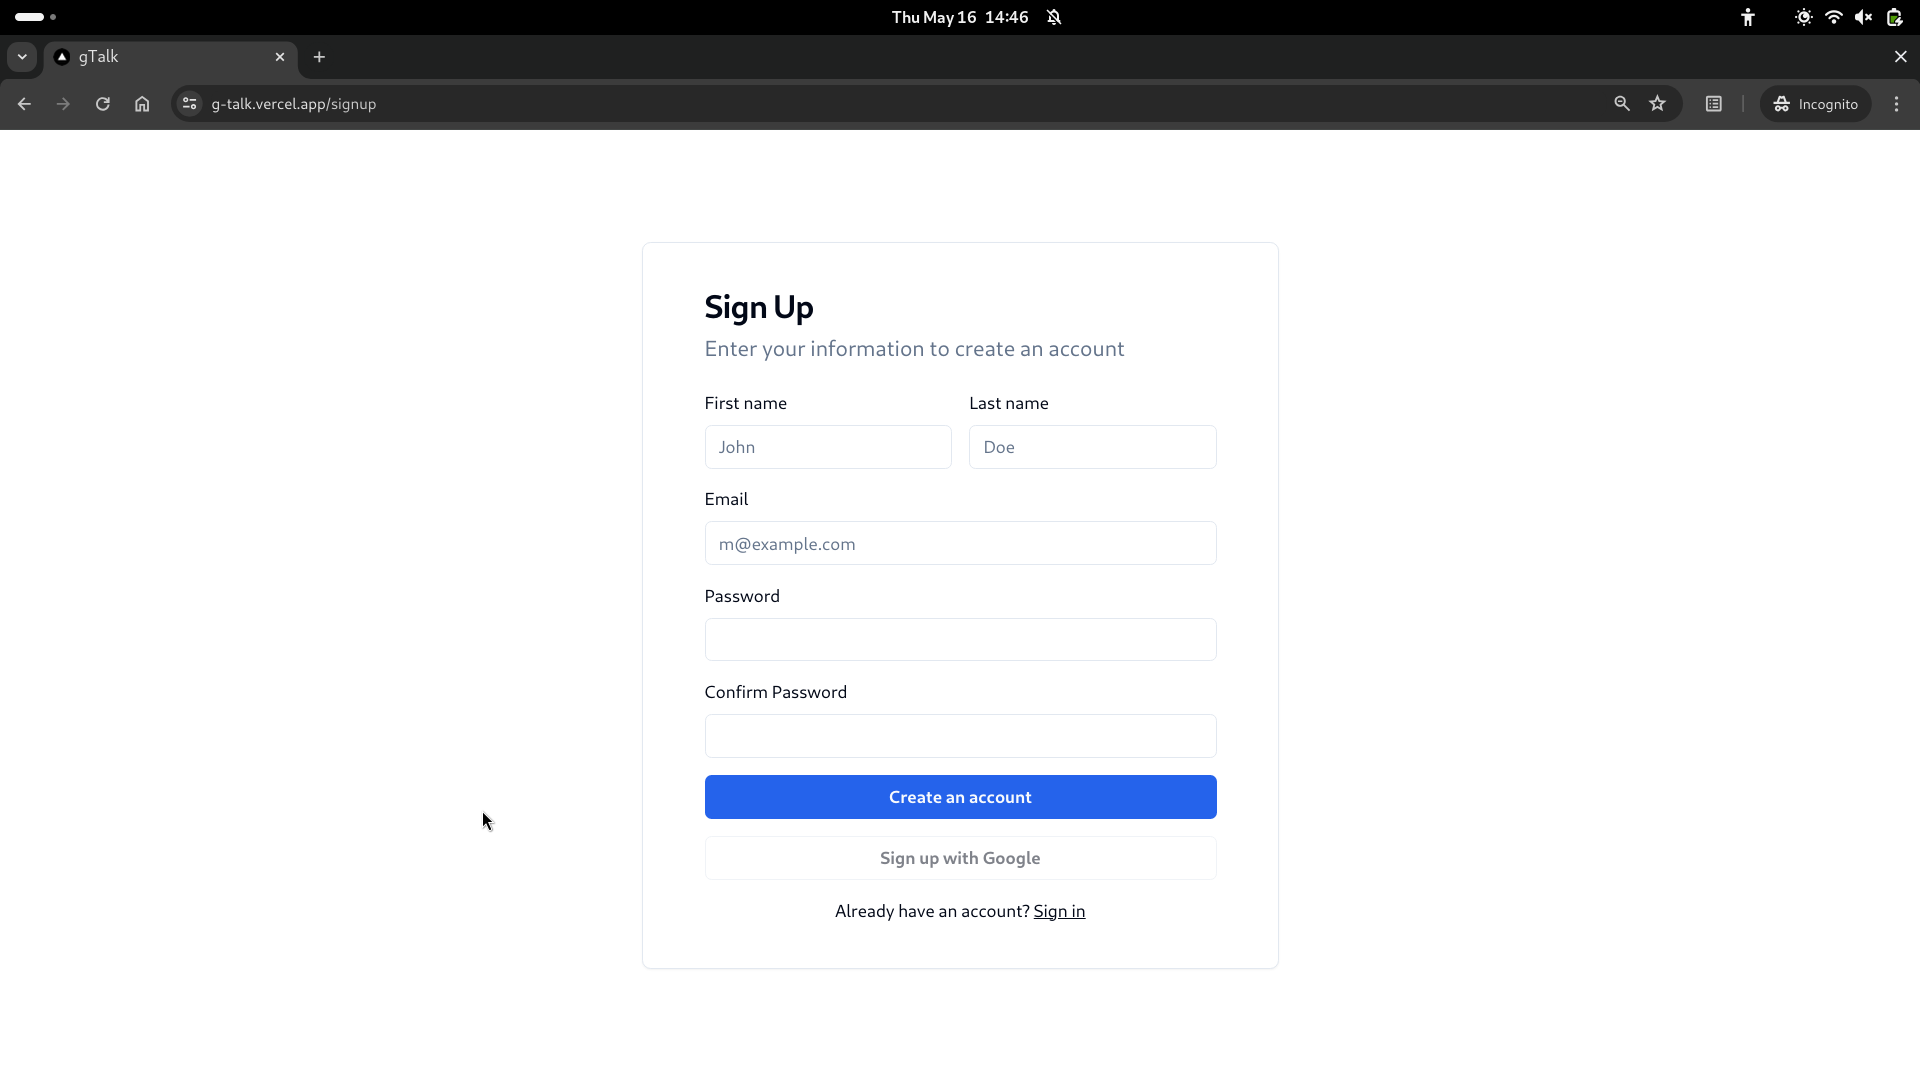 Thu May 16 14:46
gTalk
g-talk.vercel.app/signup
Incognito
Sign Up
Enter your information to create an account
First name
Last name
John
Doe
Email
m@example.com
Password
Confirm Password
Create an account
Sign up with Google
Already have an account? Sign in